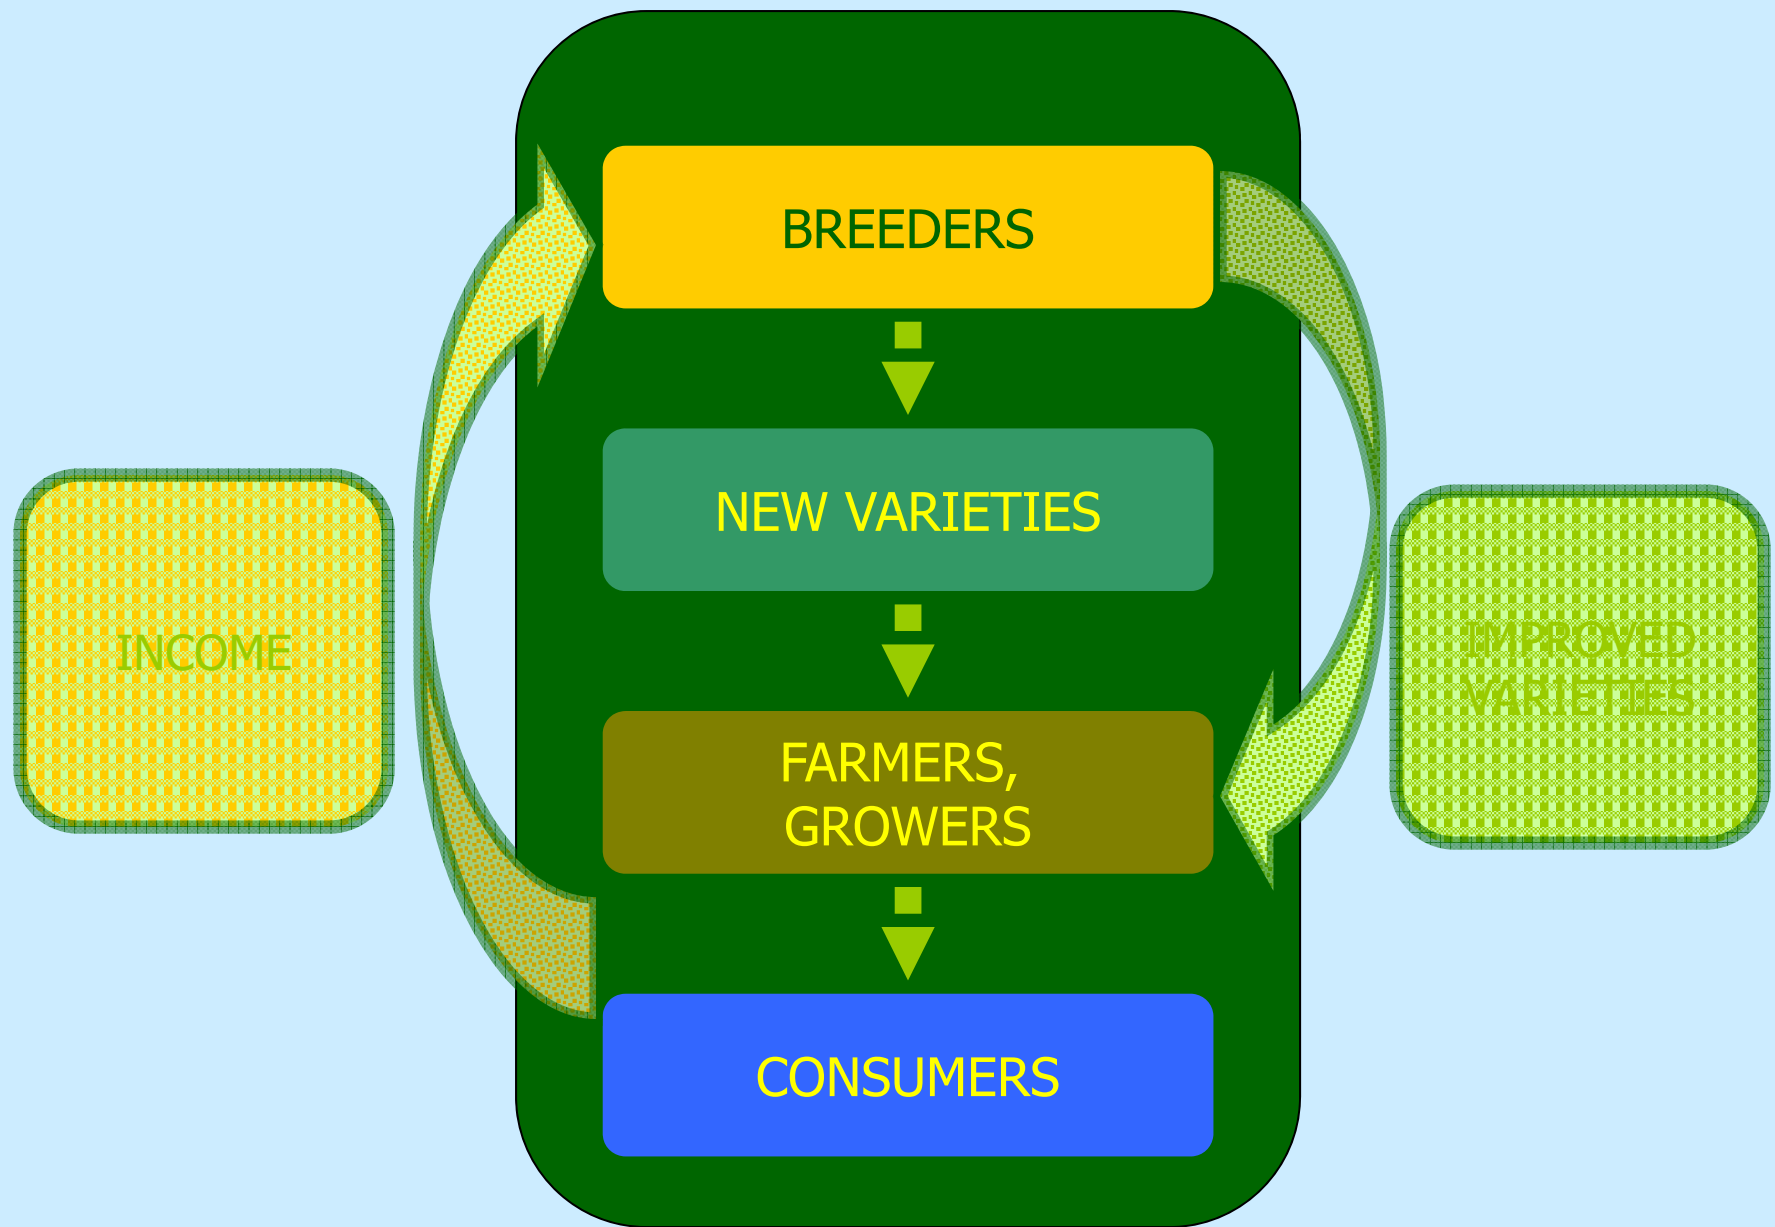 BREEDERS
NEW VARIETIES
INCOME
IMPROVED
VARIETIES
FARMERS,
GROWERS
CONSUMERS